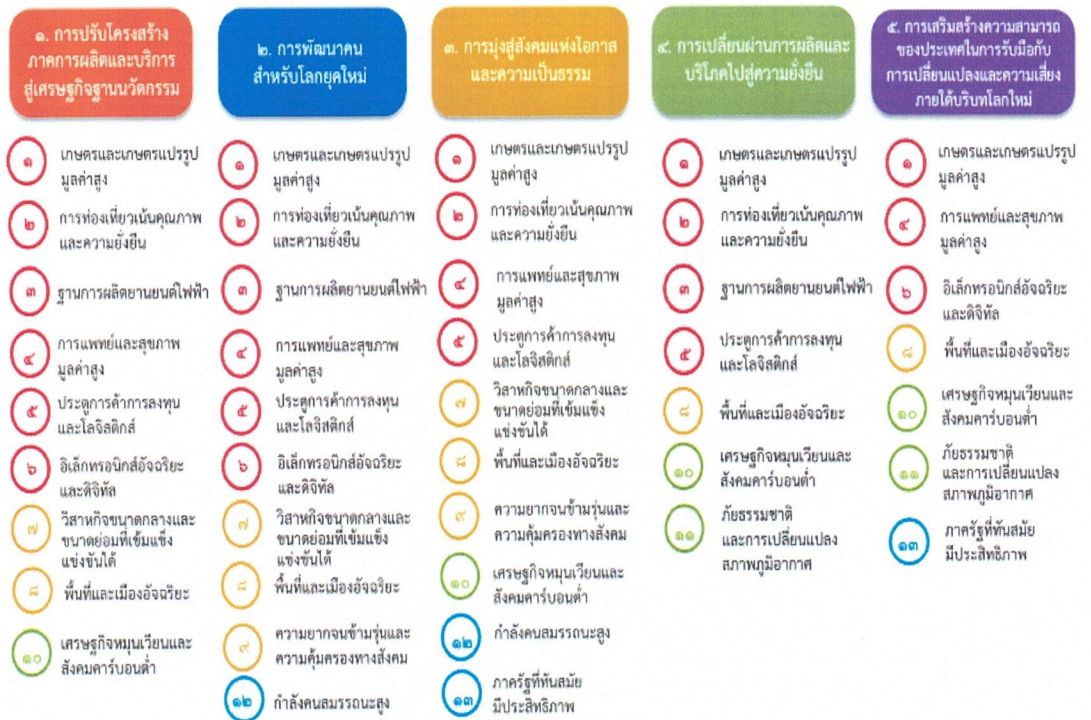 ๑. การปรับโครงสร้าง
ภาคการผลิตและบริการ
สู่เศรษฐกิจฐานนวัตกรรม
๑
เกษตรและเกษตรแปรรูป
มูลค่าสูง
๒
การท่องเที่ยวเน้นคุณภาพ
และความยั่งยืน
๓
ฐานการผลิตยานยนต์ไฟฟ้า
๔
การแพทย์และสุขภาพ
มูลค่าสูง
๕
ประตูการค้าการลงทุน
และโลจิสติกส์
๖
อิเล็กทรอนิกส์อัจฉริยะ
และดิจิทัล
๗
วิสาหกิจขนาดกลางและ
ขนาดย่อมที่เข้มแข็ง
แข่งขันได้
๘
พื้นที่และเมืองอัจฉริยะ
๑๐
เศรษฐกิจหมุนเวียนและ
สังคมคาร์บอนต่ำ
๒. การพัฒนาคน
สำหรับโลกยุคใหม่
๑
เกษตรและเกษตรแปรรูป
มูลค่าสูง
๒
การท่องเที่ยวเน้นคุณภาพ
และความยั่งยืน
๓
ฐานการผลิตยานยนต์ไฟฟ้า
๔
การแพทย์และสุขภาพ
มูลค่าสูง
๕
ประตูการค้าการลงทุน
และโลจิสติกส์
๖
อิเล็กทรอนิกส์อัจฉริยะ
และดิจิทัล
๗
วิสาหกิจขนาดกลางและ
ขนาดย่อมที่เข้มแข็ง
แข่งขันได้
๘
พื้นที่และเมืองอัจฉริยะ
๙
ความยากจนข้ามรุ่นและ
ความคุ้มครองทางสังคม
๑๒
กำลังคนสมรรถนะสูง
๓. การมุ่งสู่สังคมแห่งโอกาส
และความเป็นธรรม
๑
เกษตรและเกษตรแปรรูป
มูลค่าสูง
๒
การท่องเที่ยวเน้นคุณภาพ
และความยั่งยืน
๔
การแพทย์และสุขภาพ
มูลค่าสูง
๕
ประตูการค้าการลงทุน
และโลจิสติกส์
๗
วิสาหกิจขนาดกลางและ
ขนาดย่อมที่เข้มแข็ง
แข่งขันได้
๘
พื้นที่และเมืองอัจฉริยะ
๙
ความยากจนข้ามรุ่นและ
ความคุ้มครองทางสังคม
๑๐
เศรษฐกิจหมุนเวียนและ
สังคมคาร์บอนต่ำ
๑๒
กำลังคนสมรรถนะสูง
๑๓
ภาครัฐที่ทันสมัย
มีประสิทธิภาพ
๔. การเปลี่ยนผ่านการผลิตและ
บริโภคไปสู่ความยั่งยืน
๑
เกษตรและเกษตรแปรรูป
มูลค่าสูง
๒
การท่องเที่ยวเน้นคุณภาพ
และความยั่งยืน
๓
ฐานการผลิตยานยนต์ไฟฟ้า
๕
ประตูการค้าการลงทุน
และโลจิสติกส์
๘
พื้นที่และเมืองอัจฉริยะ
๑๐
เศรษฐกิจหมุนเวียนและ
สังคมคาร์บอนต่ำ
๑๑
ภัยธรรมชาติ
และการเปลี่ยนแปลง
สภาพภูมิอากาศ
๕. การเสริมสร้างความสามารถ
ของประเทศในการรับมือกับ
การเปลี่ยนแปลงและความเสี่ยง
ภายใต้บริบทโลกใหม่
๑
เกษตรและเกษตรแปรรูป
มูลค่าสูง
๔
การแพทย์และสุขภาพ
มูลค่าสูง
๖
อิเล็กทรอนิกส์อัจฉริยะ
และดิจิทัล
๘
พื้นที่และเมืองอัจฉริยะ
๑๐
เศรษฐกิจหมุนเวียนและ
สังคมคาร์บอนต่ำ
๑๑
ภัยธรรมชาติ
และการเปลี่ยนแปลง
สภาพภูมิอากาศ
๑๓
ภาครัฐที่ทันสมัย
มีประสิทธิภาพ